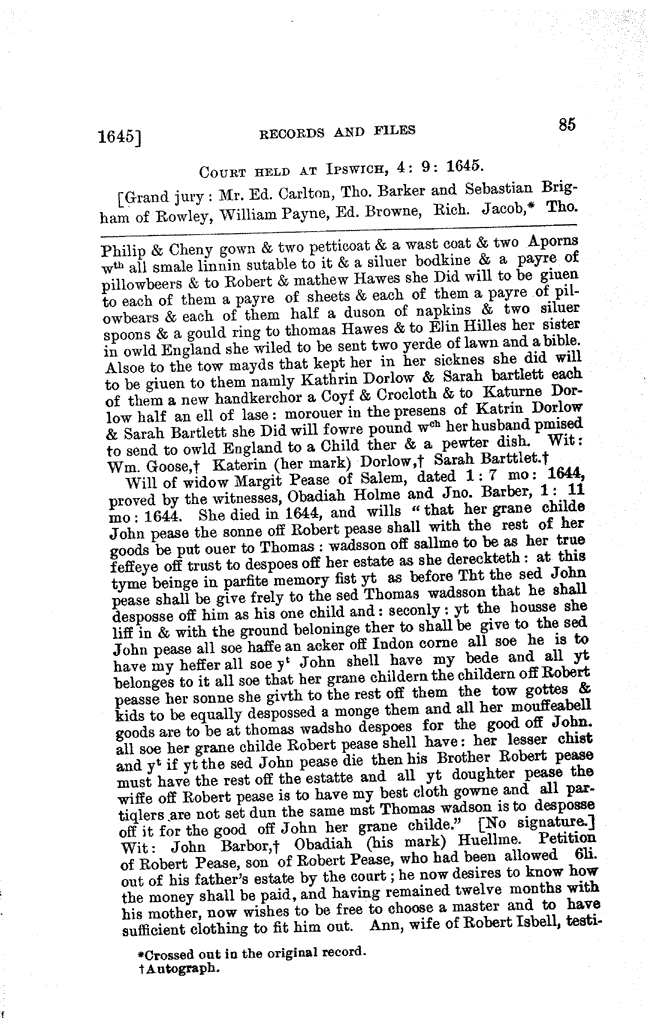 1645] RECORDS AND FILES 85
COURT HELD AT IPSWICH, 4: 9: 1645.
[Grand jury: Mr. Ed. Carlton, Tho. Barker and Sebastian Brig-
ham of Rowley, William Payne, Ed. Browne, Rich. Jacob,* Tho.
Philip & Cheny gown & two petticoat & a wast coat & two Aporns
wth all smale linnin sutable to it & a siluer bodkine & a payre of
pillowbeers & to Robert & mathew Hawes she Did will to be giuen
to each of them a payre of sheets & each of them a payre of pil-
owbears & each of them half a duson of napkins & two siluer
spoons & a gould ring to thomas Hawes & to Elin Hilles her sister
in owld England she wiled to be sent two yerde of lawn and a bible.
Alsoe to the tow mayds that kept her in her sicknes she did will
to be giuen to them namly Kathrin Dorlow & Sarah bartlett each
of them a new handkerchor a Coyf & Crocloth & to Katurne Dor-
low half an ell of lase: morouer in the presens of Katrin Dorlow
& Sarah Bartlett she Did will fowre pound wch her husband pmised
to send to owld England to a Child ther & a pewter dish. Wit:
Wm. Goose,† Katerin (her mark) Dorlow,† Sarah Barttlet.†
Will of widow Margit Pease of Salem, dated 1: 7 mo: 1644,
proved by the witnesses, Obadiah Holme and Jno. Barber, 1: 11
mo: 1644. She died in 1644, and wills "that her grane childe
John pease the sonne off Robert pease shall with the rest of her
goods be put ouer to Thomas: wadsson off sallme to be as her true
feffeye off trust to despoes off her estate as she dereckteth: at this
tyme beinge in parfite memory fist yt as before Tht the sed John
pease shall be give frely to the sed Thomas wadsson that he shall
desposse off him as his one child and: seconly: yt the housse she
liff in & with the ground beloninge ther to shall be give to the sed
John pease all soe haffe an acker off Indon corne all soe he is to
have my heffer all soe yt John shell have my bede and all yt
belonges to it all soe that her grane childern the childern off Robert
peasse her sonne she givth to the rest off them the tow gottes &
kids to be equally despossed a monge them and all her mouffeabell
goods are to be at thomas wadsho despoes for the good off John.
all soe her grane childe Robert pease shell have: her lesser chist
and yt if yt the sed John pease die then his Brother Robert pease
must have the rest off the estatte and all yt doughter pease the
wiffe off Robert pease is to have my best cloth gowne and all par-
tiqlers are not set dun the same mst Thomas wadson is to desposse
off it for the good off John her grane childe." [No signature.]
Wit: John Barbor,† Obadiah (his mark) Huellme. Petition
of Robert Pease, son of Robert Pease, who had been allowed 6li.
out of his father's estate by the court; he now desires to know how
the money shall be paid, and having remained twelve months with
his mother, now wishes to be free to choose a master and to have
sufficient clothing to fit him out. Ann, wife of Robert Isbell, testi-
*Crossed out in the original record.
†Autograph.